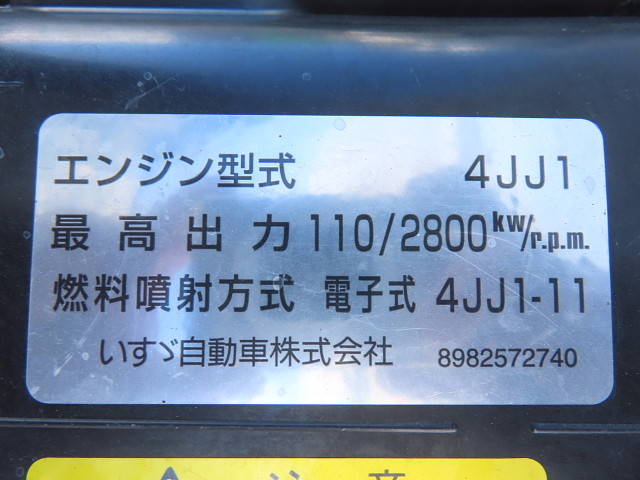 エンジン型式 4JJ1
最高出力 110/2800kw/r.p.m.
燃料噴射方式 電子式 4JJ1-11
いすゞ自動車株式会社 8982572740